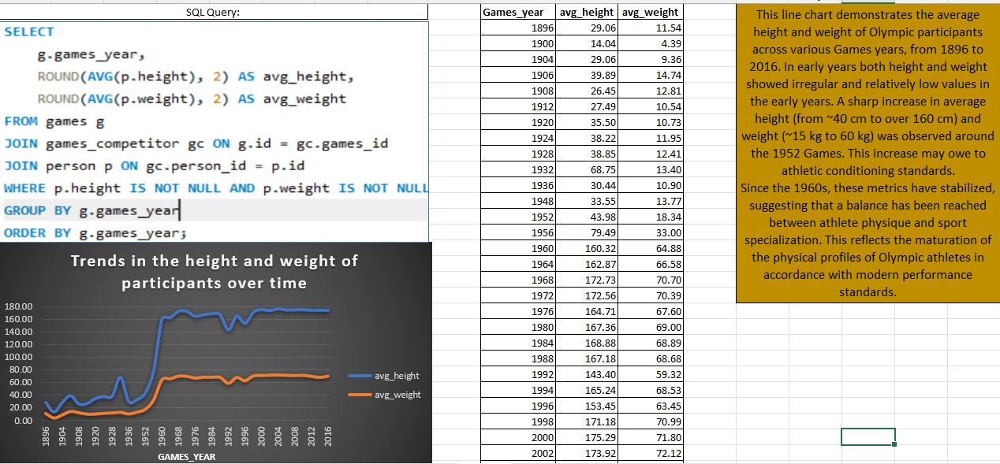 SQL Query:
SELECT
g.games_year,
ROUND(AVG(p.height), 2) AS avg_height,
ROUND(AVG(p.weight), 2) AS avg_weight
FROM games g
JOIN games_competitor gc ON g.id = gc.games_id
JOIN person p ON gc.person_id = p.id
WHERE p.height IS NOT NULL AND p.weight IS NOT NULL
GROUP BY g.games_year
ORDER BY g.games_year;
Trends in the height and weight of
participants over time
180.00
160.00
140.00
120.00
100.00
80.00
60.00
40.00
20.00
0.00
1896 1904 1908 1920 1928 1936 1952 1960 1968 1976 1984 1992 1996 2000 2004 2008 2012 2016
GAMES_YEAR
avg_height
avg_weight
Games_year avg_height avg_weight
1896 29.06 11.54
1900 14.04 4.39
1904 29.06 9.36
1906 39.89 14.74
1908 26.45 12.81
1912 27.49 10.54
1920 35.50 10.73
1924 38.22 11.95
1928 38.85 12.41
1932 68.75 13.40
1936 30.44 10.90
1948 33.55 13.77
1952 43.98 18.34
1956 79.49 33.00
1960 160.32 64.88
1964 162.87 66.58
1968 172.73 70.70
1972 172.56 70.39
1976 164.71 67.60
1980 167.36 69.00
1984 168.88 68.89
1988 167.18 68.68
1992 143.40 59.32
1994 165.24 68.53
1996 153.45 63.45
1998 171.18 70.99
2000 175.29 71.80
2002 173.92 72.12
This line chart demonstrates the average
height and weight of Olympic participants
across various Games years, from 1896 to
2016. In early years both height and weight
showed irregular and relatively low values in
the early years. A sharp increase in average
height (from ~40 cm to over 160 cm) and
weight (~15 kg to 60 kg) was observed around
the 1952 Games. This increase may owe to
athletic conditioning standards.
Since the 1960s, these metrics have stabilized,
suggesting that a balance has been reached
between athlete physique and sport
specialization. This reflects the maturation of
the physical profiles of Olympic athletes in
accordance with modern performance
standards.